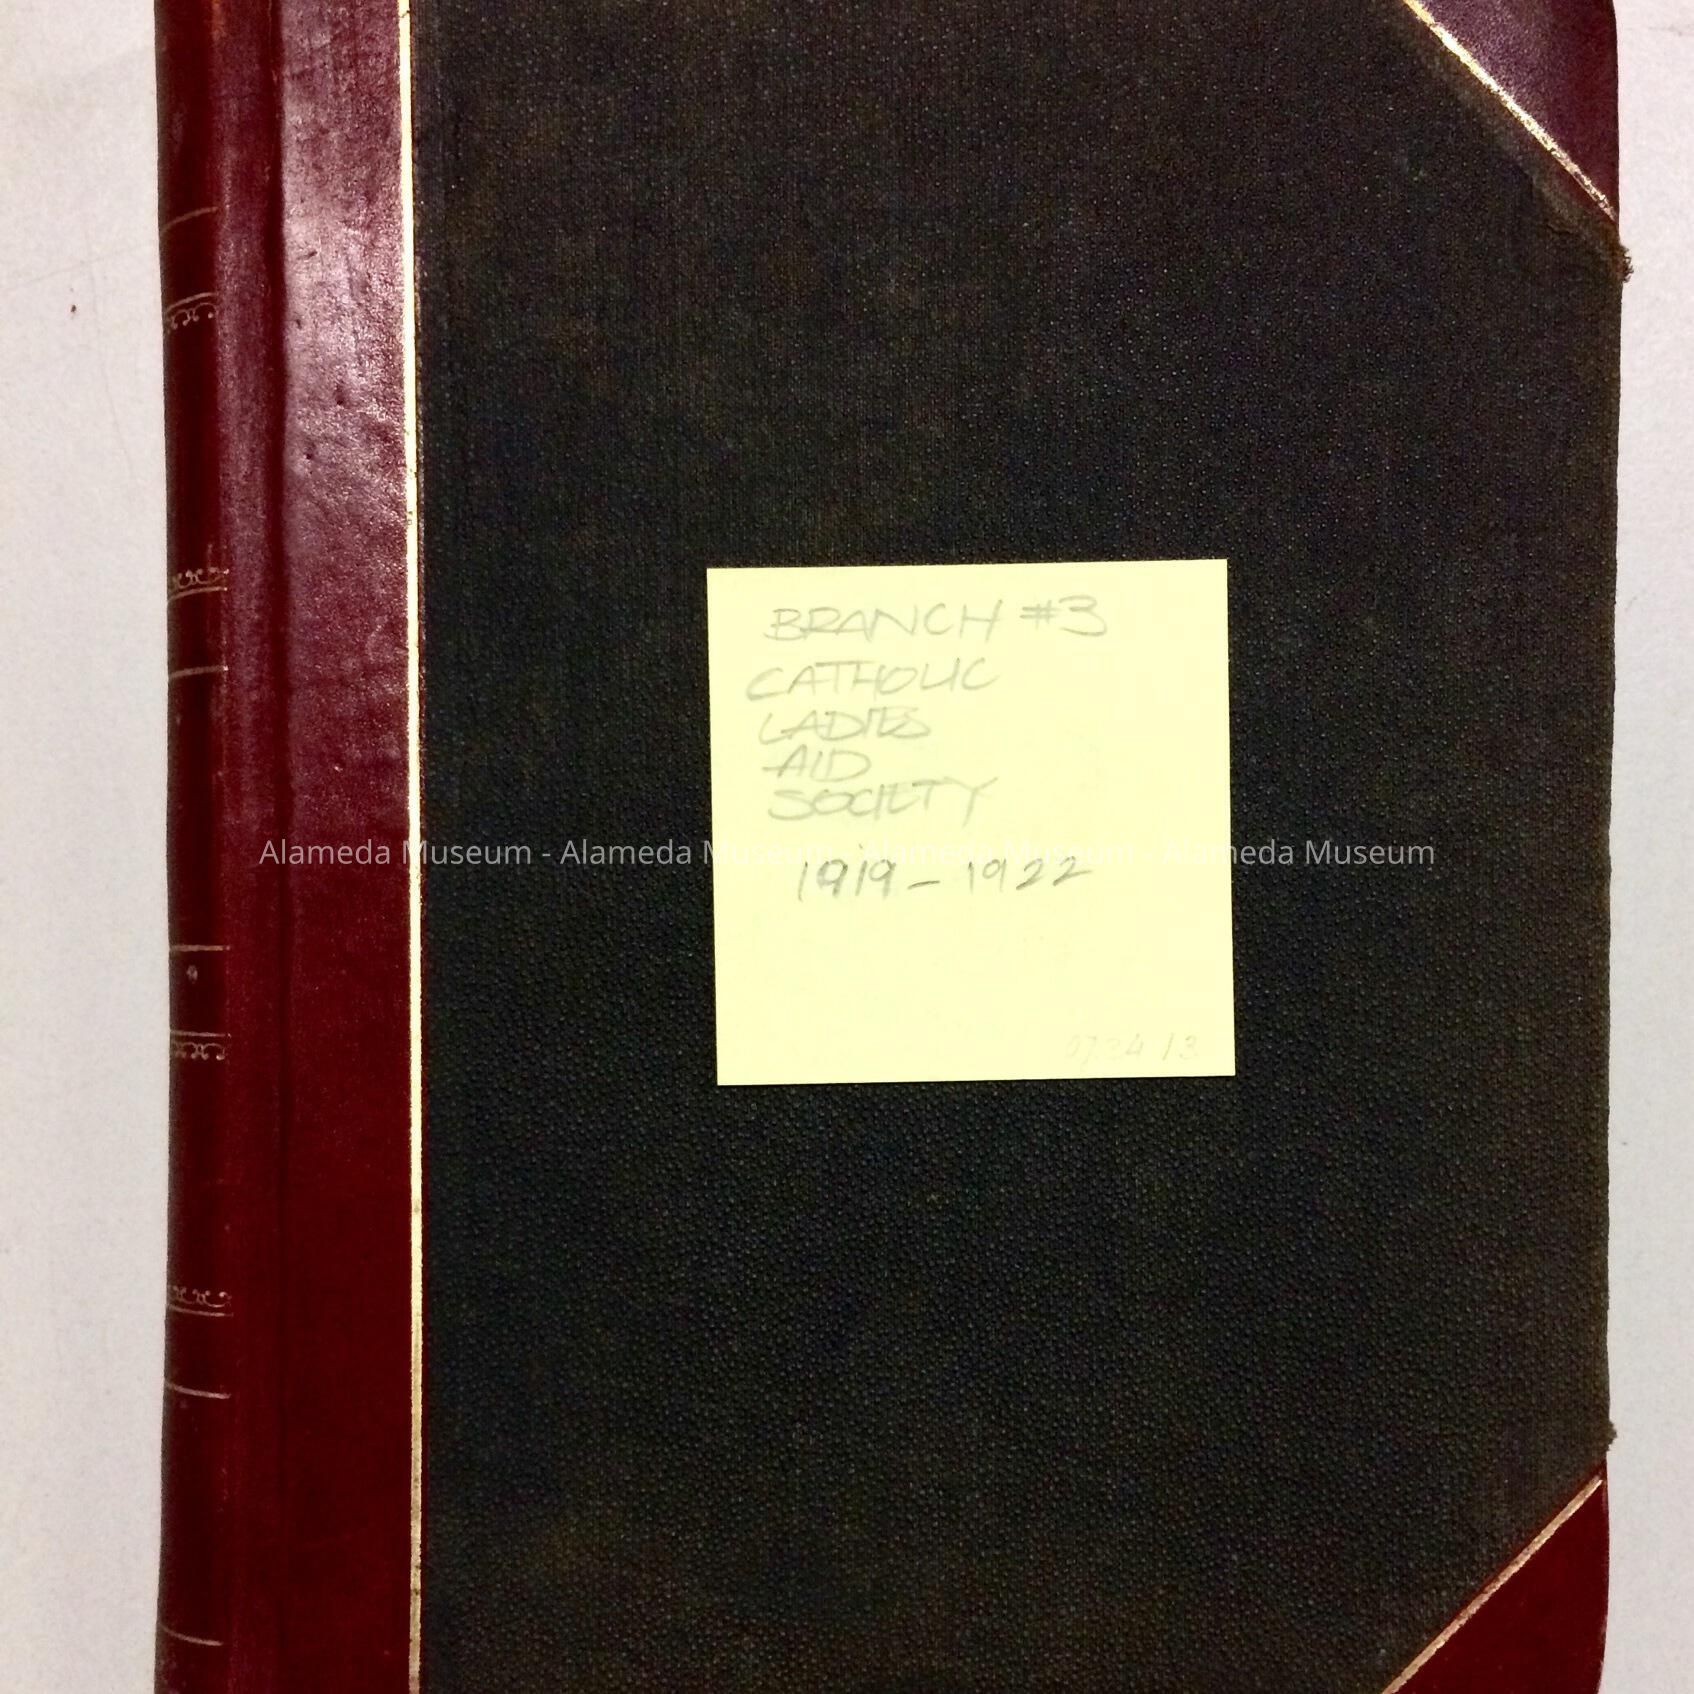 BRANCH #3
CATHOLIC
LADIES
AID
SOCIETY
Alameda Museum - Alameda Museum - Alameda Museum - Alameda Museum
1919-1922